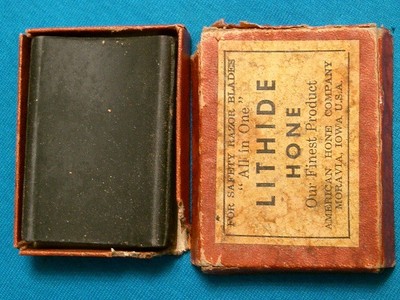 FOR SAFETY RAZOR BLADES
"All in One"
LITHIDE
HONE
Our Finest Product
AMERICAN HONE COMPANY
MORAVIA, IOWA U.S.A.